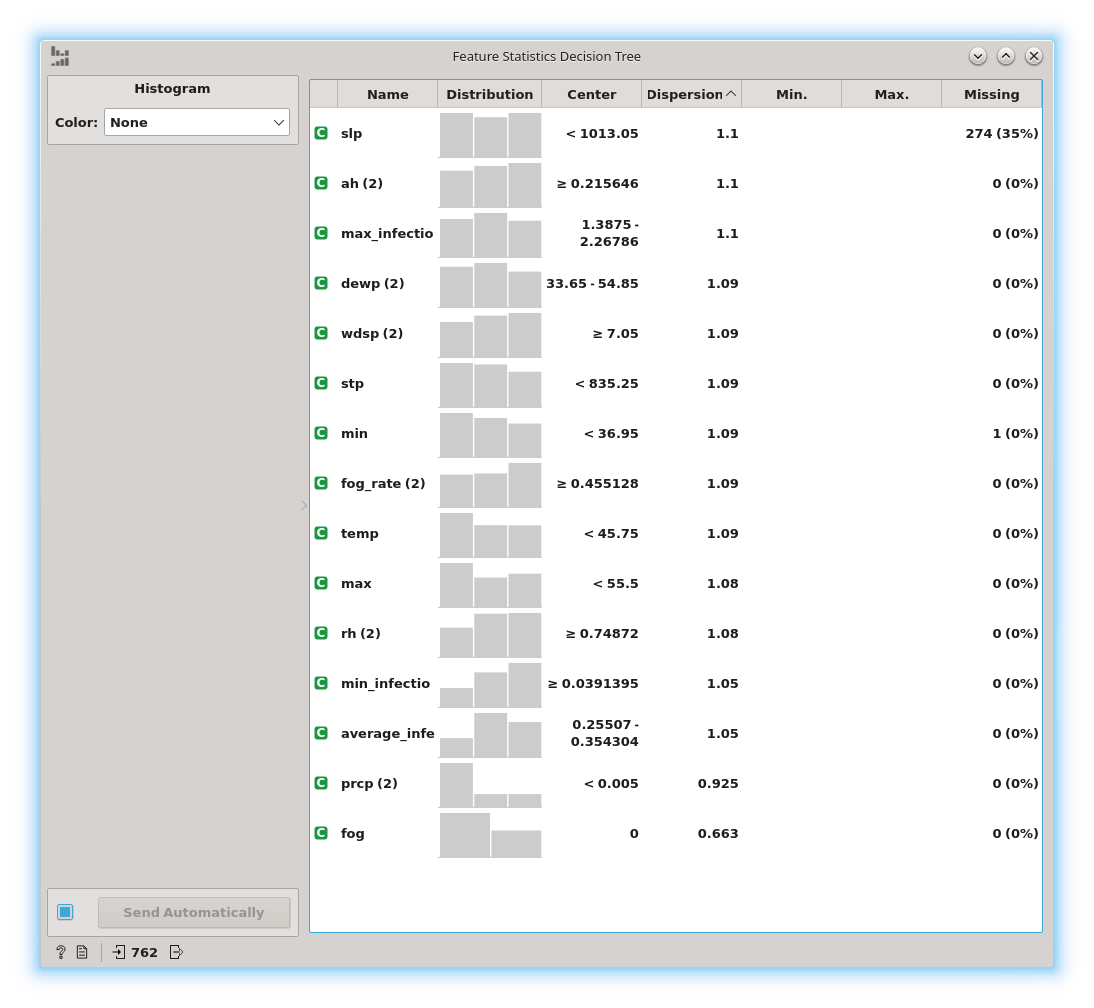 Feature Statistics Decision Tree
Histogram
Color: None
Name Distribution Center Dispersion Min. Max. Missing
C slp < 1013.05 1.1 274 (35%)
C ah (2) ≥ 0.215646 1.1 0 (0%)
C max_infectio 1.3875 - 2.26786 1.1 0 (0%)
C dewp (2) 33.65 - 54.85 1.09 0 (0%)
C wdsp (2) ≥ 7.05 1.09 0 (0%)
C stp < 835.25 1.09 0 (0%)
C min < 36.95 1.09 1 (0%)
C fog_rate (2) ≥ 0.455128 1.09 0 (0%)
C temp < 45.75 1.09 0 (0%)
C max < 55.5 1.08 0 (0%)
C rh (2) ≥ 0.74872 1.08 0 (0%)
C min_infectio ≥ 0.0391395 1.05 0 (0%)
C average_infe 0.25507 - 0.354304 1.05 0 (0%)
C prcp (2) < 0.005 0.925 0 (0%)
C fog 0 0.663 0 (0%)
Send Automatically
? 762